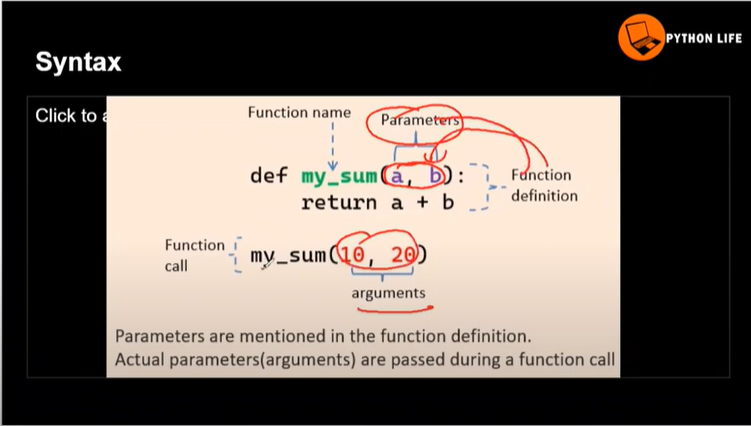 PYTHON LIFE
Syntax
Click to a
Function name
Parameters
def my_sum(a, b):
return a + b
Function
definition
Function
call
my_sum(10, 20)
arguments
Parameters are mentioned in the function definition.
Actual parameters(arguments) are passed during a function call